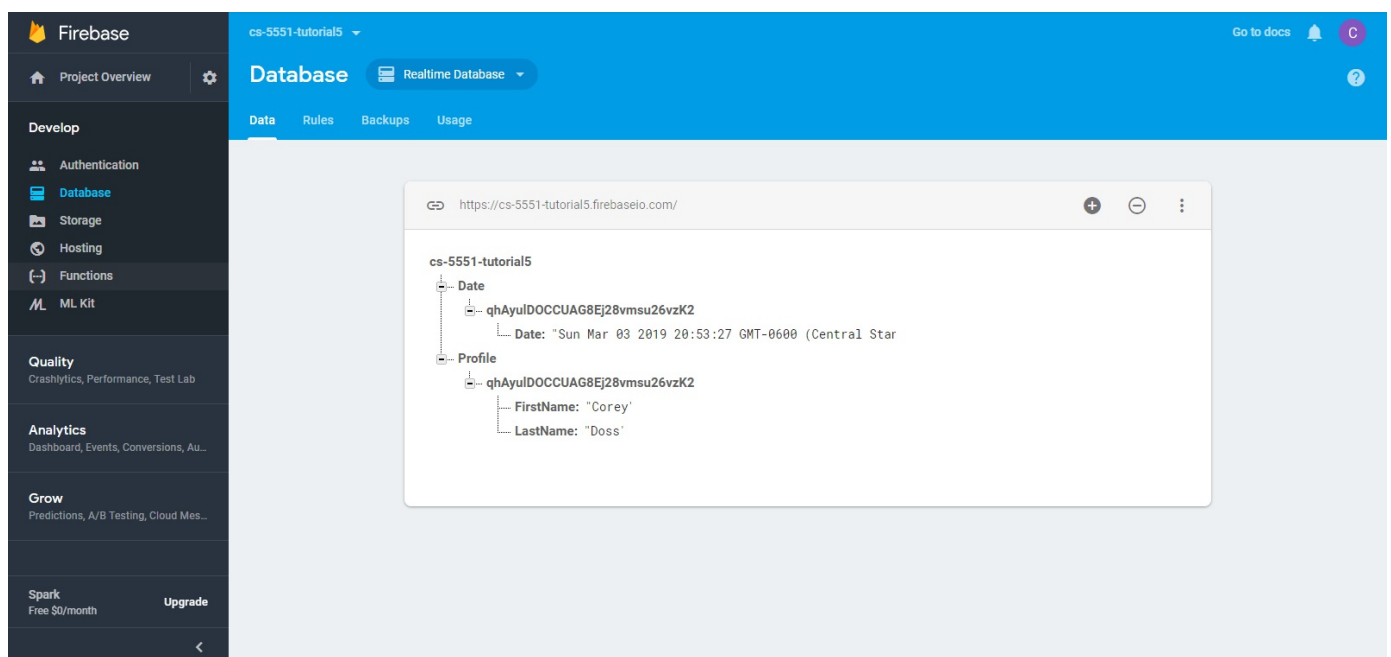 Firebase
cs-5551-tutorial5
Go to docs
C
Project Overview
Database
Realtime Database
?
Data Rules Backups Usage
Develop
Authentication
Database
Storage
Hosting
Functions
ML Kit
Quality
Crashlytics, Performance, Test Lab
Analytics
Dashboard, Events, Conversions, Au...
Grow
Predictions, A/B Testing, Cloud Mes...
Spark
Free $0/month
Upgrade
https://cs-5551-tutorial5.firebaseio.com/
cs-5551-tutorial5
Date
qhAyulDOCCUAG8Ej28vmsu26vzK2
Date: "Sun Mar 03 2019 20:53:27 GMT-0600 (Central Star
Profile
qhAyulDOCCUAG8Ej28vmsu26vzK2
FirstName: "Corey'
LastName: "Doss'